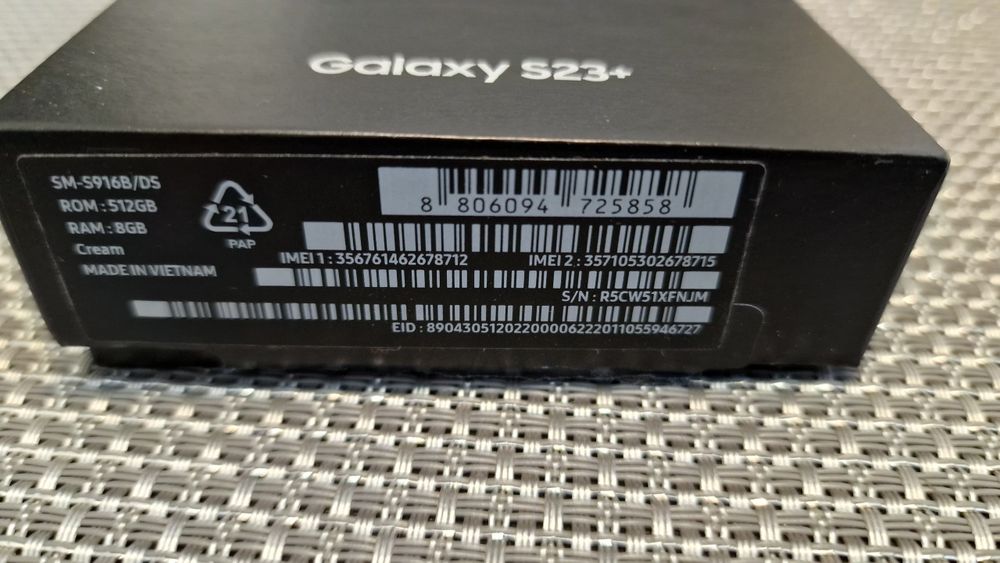 Galaxy S23+
SM-S916B/DS
ROM : 512GB
RAM : 8GB
Cream
MADE IN VIETNAM
21
PAP
8 806094 725858
IMEI 1 : 356761462678712 IMEI 2 : 357105302678715
S/N : R5CW51XFNJM
EID : 89043051202200006222011055946727